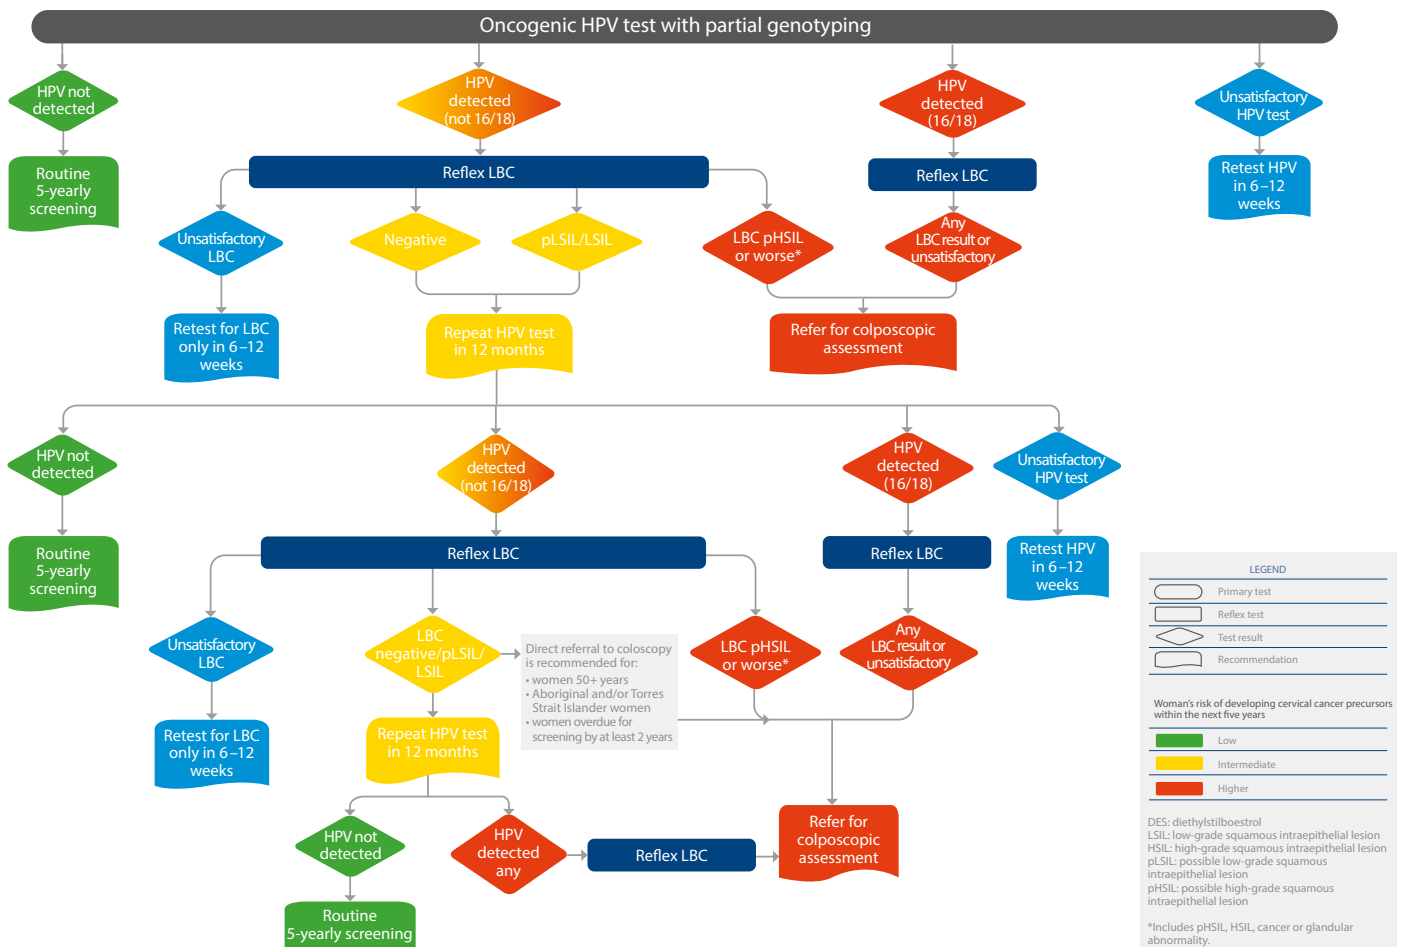 Oncogenic HPV test with partial genotyping
HPV not
detected
HPV
detected
(not 16/18)
HPV
detected
(16/18)
Unsatisfactory
HPV test
Routine
5-yearly
screening
Reflex LBC
Reflex LBC
Retest HPV
in 6–12
weeks
Unsatisfactory
LBC
Negative
pLSIL/LSIL
LBC pHSIL
or worse*
Any
LBC result or
unsatisfactory
Retest for LBC
only in 6–12
weeks
Repeat HPV test
in 12 months
Refer for colposcopic
assessment
HPV not
detected
HPV
detected
(not 16/18)
HPV
detected
(16/18)
Unsatisfactory
HPV test
Routine
5-yearly
screening
Reflex LBC
Reflex LBC
Retest HPV
in 6–12
weeks
Unsatisfactory
LBC
LBC
negative/pLSIL/
LSIL
Direct referral to coloscopy
is recommended for:
• women 50+ years
• Aboriginal and/or Torres
Strait Islander women
• women overdue for
screening by at least 2 years
LBC pHSIL
or worse*
Any
LBC result or
unsatisfactory
Retest for LBC
only in 6–12
weeks
Repeat HPV test
in 12 months
HPV not
detected
HPV
detected
any
Reflex LBC
Refer for
colposcopic
assessment
Routine
5-yearly screening
LEGEND
Primary test
Reflex test
Test result
Recommendation
Woman's risk of developing cervical cancer precursors
within the next five years
Low
Intermediate
Higher
DES: diethylstilboestrol
LSIL: low-grade squamous intraepithelial lesion
HSIL: high-grade squamous intraepithelial lesion
pLSIL: possible low-grade squamous
intraepithelial lesion
pHSIL: possible high-grade squamous
intraepithelial lesion
*Includes pHSIL, HSIL, cancer or glandular
abnormality.